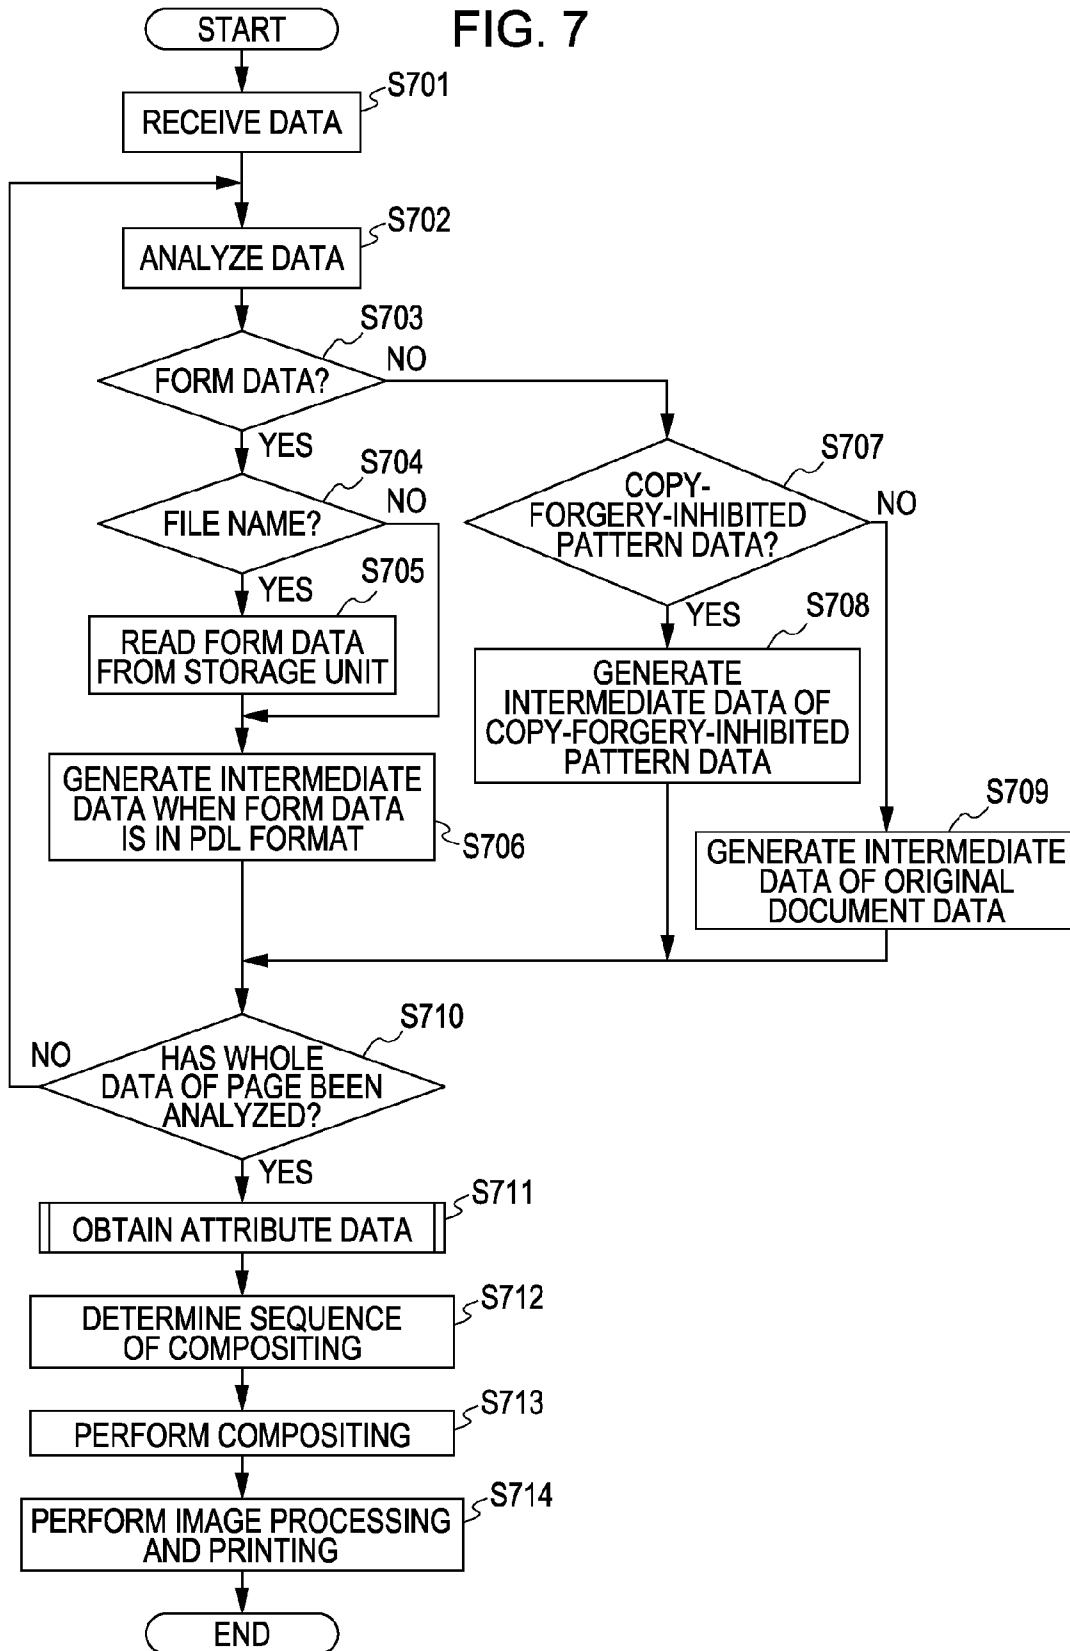 FIG. 7
START
S701
RECEIVE DATA
S702
ANALYZE DATA
S703
FORM DATA?
NO
YES
S704
FILE NAME?
NO
YES
S705
READ FORM DATA
FROM STORAGE UNIT
GENERATE INTERMEDIATE
DATA WHEN FORM DATA
IS IN PDL FORMAT
S706
S707
COPY-
FORGERY-INHIBITED
PATTERN DATA?
NO
YES
S708
GENERATE
INTERMEDIATE DATA OF
COPY-FORGERY-INHIBITED
PATTERN DATA
S709
GENERATE INTERMEDIATE
DATA OF ORIGINAL
DOCUMENT DATA
S710
NO
HAS WHOLE
DATA OF PAGE BEEN
ANALYZED?
YES
S711
OBTAIN ATTRIBUTE DATA
S712
DETERMINE SEQUENCE
OF COMPOSITING
S713
PERFORM COMPOSITING
S714
PERFORM IMAGE PROCESSING
AND PRINTING
END